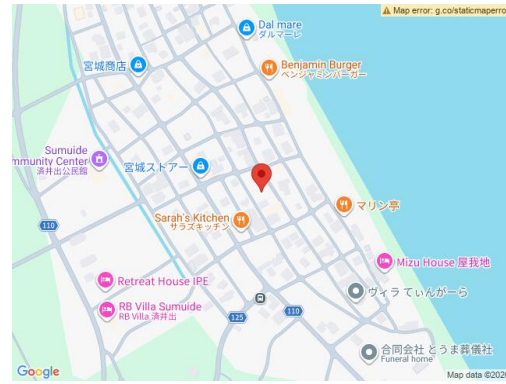 Map error: g.co/staticmaperro
Dal mare
ダルマーレ
宮城商店
Benjamin Burger
ベンジャミンバーガー
Sumuide
mmunity Center
済井出公民館
宮城ストアー
マリン亭
Sarah's Kitchen
サラズキッチン
110
Mizu House 屋我地
Retreat House IPE
ヴィラ てぃんがーら
RB Villa Sumuide
RB Villa 済井出
125
110
合同会社 とうま葬儀社
Funeral home
Google
Map data ©2026